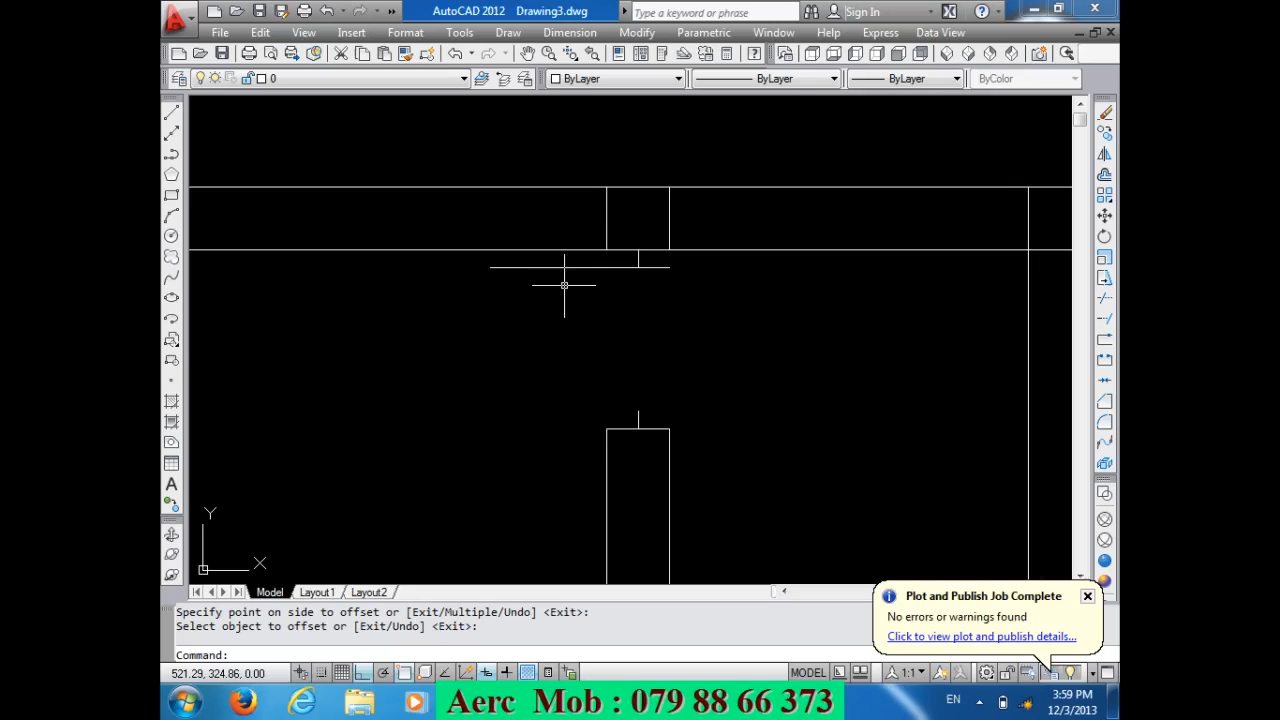 AutoCAD 2012 Drawing3.dwg
Type a keyword or phrase
Sign In
File Edit View Insert Format Tools Draw Dimension Modify Parametric Window Help Express Data View
0
ByLayer
ByLayer
ByLayer
ByColor
Y
X
Model Layout1 Layout2
Specify point on side to offset or [Exit/Multiple/Undo] <Exit>:
Select object to offset or [Exit/Undo] <Exit>:
Command:
Plot and Publish Job Complete
No errors or warnings found
Click to view plot and publish details...
521.29, 324.86, 0.00
MODEL
1:1
Aerc Mob : 079 88 66 373
EN
3:59 PM
12/3/2013